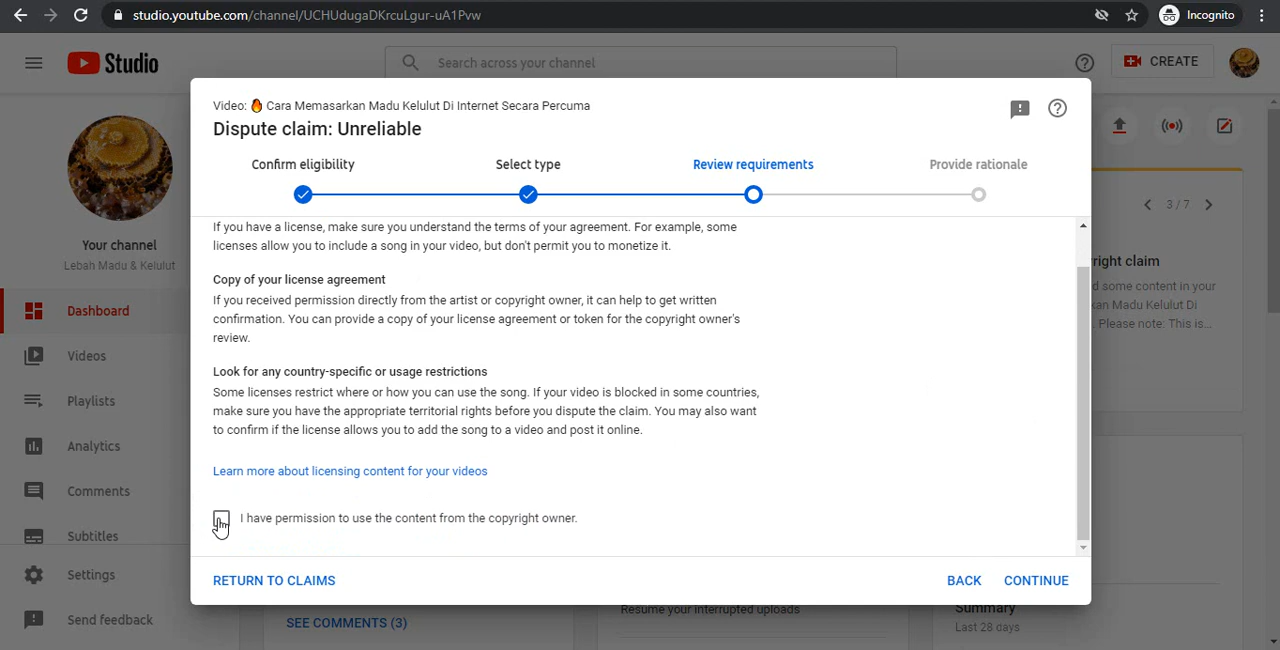 studio.youtube.com/channel/UCHUdugaDKrcuLgur-uA1Pvw
Incognito
Studio
Search across your channel
CREATE
Video: 🔥 Cara Memasarkan Madu Kelulut Di Internet Secara Percuma
Dispute claim: Unreliable
Confirm eligibility
Select type
Review requirements
Provide rationale
If you have a license, make sure you understand the terms of your agreement. For example, some
licenses allow you to include a song in your video, but don't permit you to monetize it.
Copy of your license agreement
If you received permission directly from the artist or copyright owner, it can help to get written
confirmation. You can provide a copy of your license agreement or token for the copyright owner's
review.
Look for any country-specific or usage restrictions
Some licenses restrict where or how you can use the song. If your video is blocked in some countries,
make sure you have the appropriate territorial rights before you dispute the claim. You may also want
to confirm if the license allows you to add the song to a video and post it online.
Learn more about licensing content for your videos
I have permission to use the content from the copyright owner.
RETURN TO CLAIMS
BACK
CONTINUE
Your channel
Lebah Madu & Kelulut
Dashboard
Videos
Playlists
Analytics
Comments
Subtitles
Settings
Send feedback
3 / 7
right claim
d some content in your
kan Madu Kelulut Di
. Please note: This is...
SEE COMMENTS (3)
Resume your interrupted uploads
Summary
Last 28 days